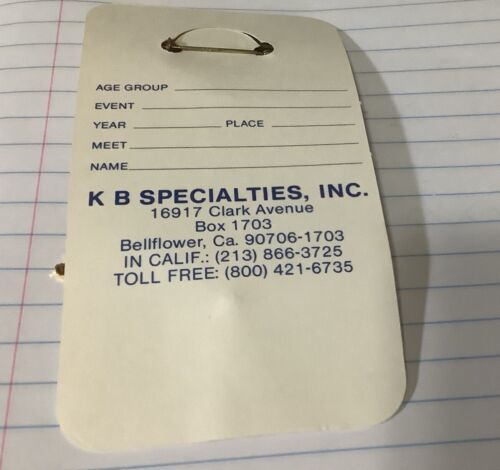 AGE GROUP
EVENT
YEAR PLACE
MEET
NAME
K B SPECIALTIES, INC.
16917 Clark Avenue
Box 1703
Bellflower, Ca. 90706-1703
IN CALIF.: (213) 866-3725
TOLL FREE: (800) 421-6735